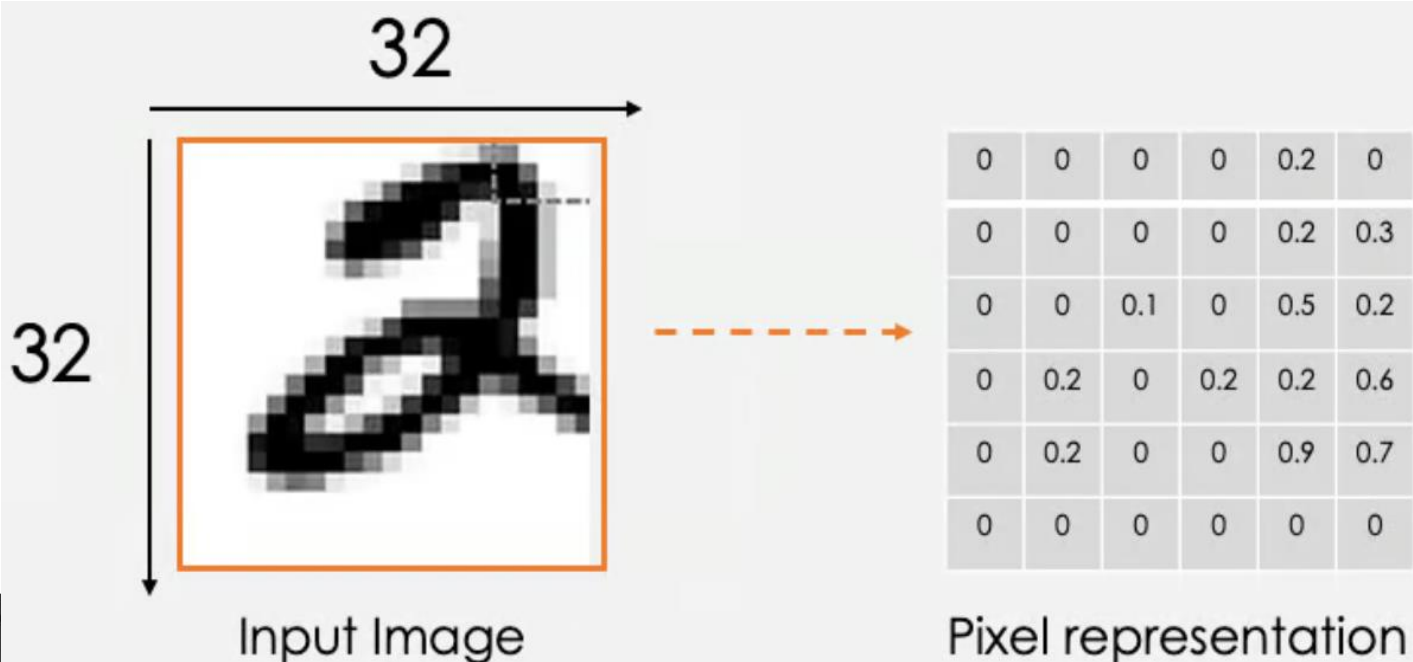 32
32
0 0 0 0 0.2 0
0 0 0 0 0.2 0.3
0 0 0.1 0 0.5 0.2
0 0.2 0 0.2 0.2 0.6
0 0.2 0 0 0.9 0.7
0 0 0 0 0 0
Input Image
Pixel representation